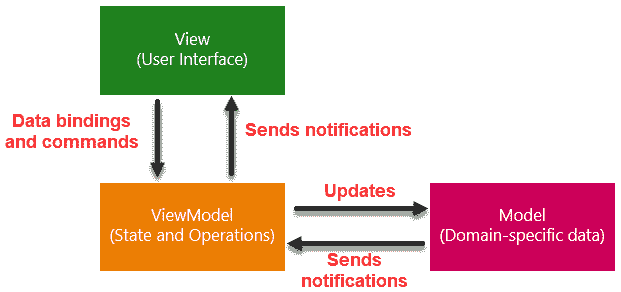 View
(User Interface)
Data bindings
and commands
Sends notifications
ViewModel
(State and Operations)
Updates
Model
(Domain-specific data)
Sends
notifications